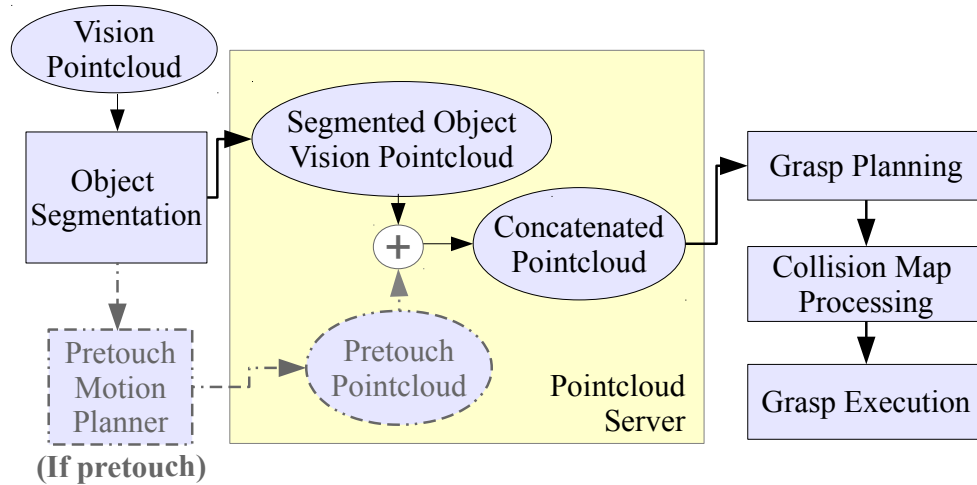 Vision
Pointcloud
Object
Segmentation
Segmented Object
Vision Pointcloud
+
Concatenated
Pointcloud
Pretouch
Motion
Planner
(If pretouch)
Pretouch
Pointcloud
Pointcloud
Server
Grasp Planning
Collision Map
Processing
Grasp Execution